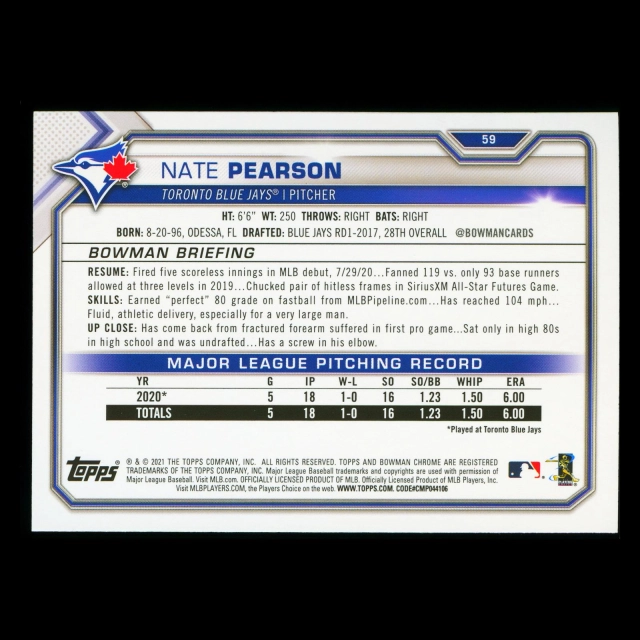 59
NATE PEARSON
TORONTO BLUE JAYS® | PITCHER
HT: 6'6" WT: 250 THROWS: RIGHT BATS: RIGHT
BORN: 8-20-96, ODESSA, FL DRAFTED: BLUE JAYS RD1-2017, 28TH OVERALL @BOWMANCARDS
BOWMAN BRIEFING
RESUME: Fired five scoreless innings in MLB debut, 7/29/20...Fanned 119 vs. only 93 base runners
allowed at three levels in 2019...Chucked pair of hitless frames in SiriusXM All-Star Futures Game.
SKILLS: Earned "perfect" 80 grade on fastball from MLBPipeline.com...Has reached 104 mph...
Fluid, athletic delivery, especially for a very large man.
UP CLOSE: Has come back from fractured forearm suffered in first pro game...Sat only in high 80s
in high school and was undrafted...Has a screw in his elbow.
MAJOR LEAGUE PITCHING RECORD
YR G IP W-L SO SO/BB WHIP ERA
2020* 5 18 1-0 16 1.23 1.50 6.00
TOTALS 5 18 1-0 16 1.23 1.50 6.00
*Played at Toronto Blue Jays
Topps ® & © 2021 THE TOPPS COMPANY, INC. ALL RIGHTS RESERVED. TOPPS AND BOWMAN CHROME ARE REGISTERED
TRADEMARKS OF THE TOPPS COMPANY, INC. Major League Baseball trademarks and copyrights are used with permission of
Major League Baseball. Visit MLB.com. OFFICIALLY LICENSED PRODUCT OF MLB. Officially Licensed Product of MLB Players, Inc.
Visit MLBPLAYERS.COM, the Players Choice on the web. WWW.TOPPS.COM. CODE#CMP044106